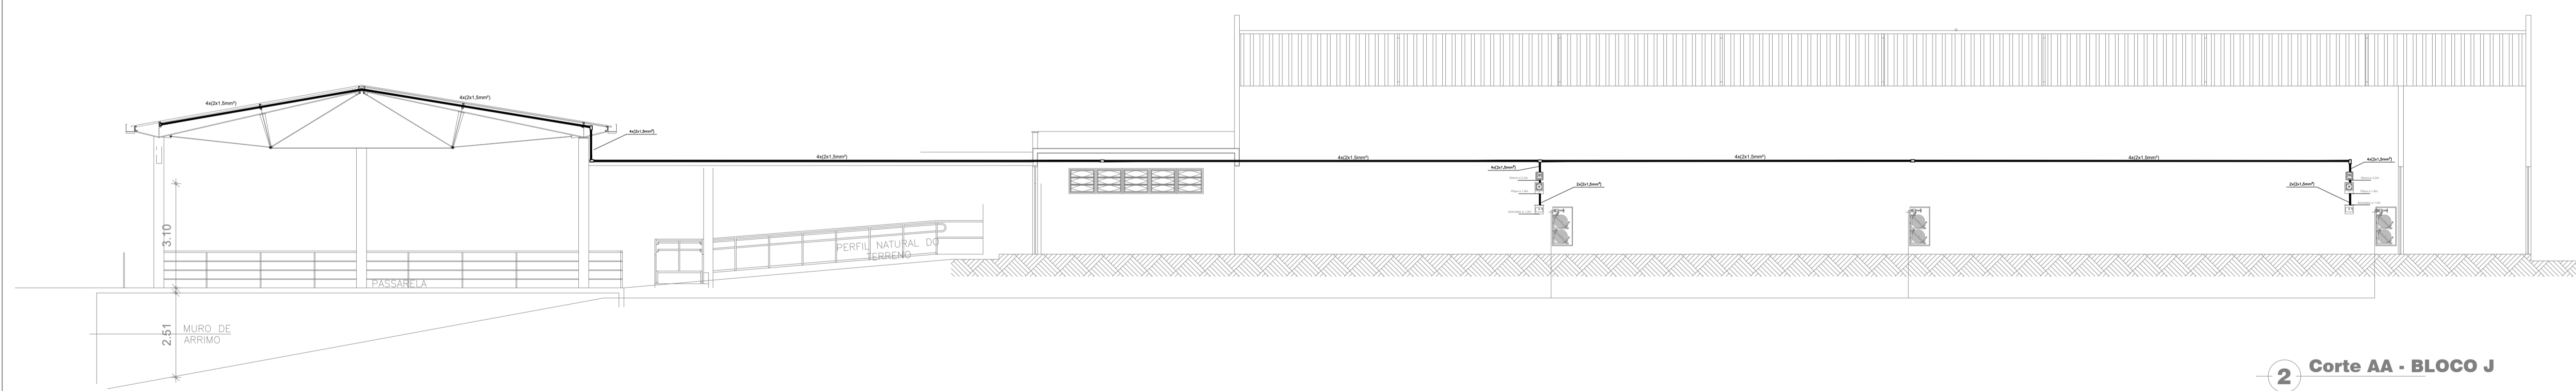 4x(2x1,5mm²)
4x(2x1,5mm²)
4x(2x1,5mm²)
4x(2x1,5mm²)
4x(2x1,5mm²)
4x(2x1,5mm²)
4x(2x1,5mm²)
4x(2x1,5mm²)
4x(2x1,5mm²)
2x(2x1,5mm²)
2x(2x1,5mm²)
3.10
PERFIL NATURAL DO
TERRENO
PASSARELA
2.51
MURO DE
ARRIMO
2
Corte AA - BLOCO J